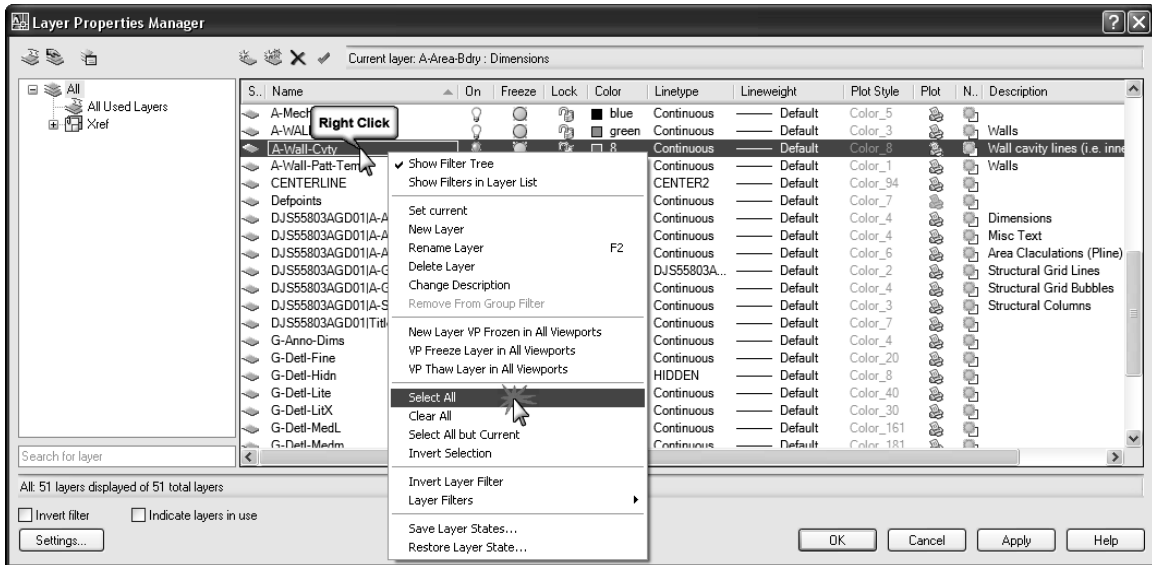 Layer Properties Manager
Current layer: A-Area-Bdry : Dimensions
All
All Used Layers
Xref
S.. Name On Freeze Lock Color Linetype Lineweight Plot Style Plot N.. Description
A-Mech blue Continuous Default Color_5
Right Click
A-WAL green Continuous Default Color_3 Walls
A-Wall-Cvty 8 Continuous Default Color_8 Wall cavity lines (i.e. inne
A-Wall-Patt-Tem Continuous Default Color_1 Walls
CENTERLINE CENTER2 Default Color_94
Defpoints Continuous Default Color_7
DJS55803AGD01|A-A Continuous Default Color_4 Dimensions
DJS55803AGD01|A-A Continuous Default Color_4 Misc Text
DJS55803AGD01|A-A Continuous Default Color_6 Area Claculations (Pline)
DJS55803AGD01|A-G DJS55803A... Default Color_2 Structural Grid Lines
DJS55803AGD01|A-G Continuous Default Color_4 Structural Grid Bubbles
DJS55803AGD01|A-S Continuous Default Color_3 Structural Columns
DJS55803AGD01|Titl Continuous Default Color_7
G-Anno-Dims Continuous Default Color_4
G-Detl-Fine Continuous Default Color_20
G-Detl-Hidn HIDDEN Default Color_8
G-Detl-Lite Continuous Default Color_40
G-Detl-LitX Continuous Default Color_30
G-Detl-MedL Continuous Default Color_161
G-Detl-Medm Continuous Default Color_181
Show Filter Tree
Show Filters in Layer List
Set current
New Layer
Rename Layer F2
Delete Layer
Change Description
Remove From Group Filter
New Layer VP Frozen in All Viewports
VP Freeze Layer in All Viewports
VP Thaw Layer in All Viewports
Select All
Clear All
Select All but Current
Invert Selection
Invert Layer Filter
Layer Filters
Save Layer States...
Restore Layer State...
Search for layer
All: 51 layers displayed of 51 total layers
Invert filter Indicate layers in use
Settings... OK Cancel Apply Help